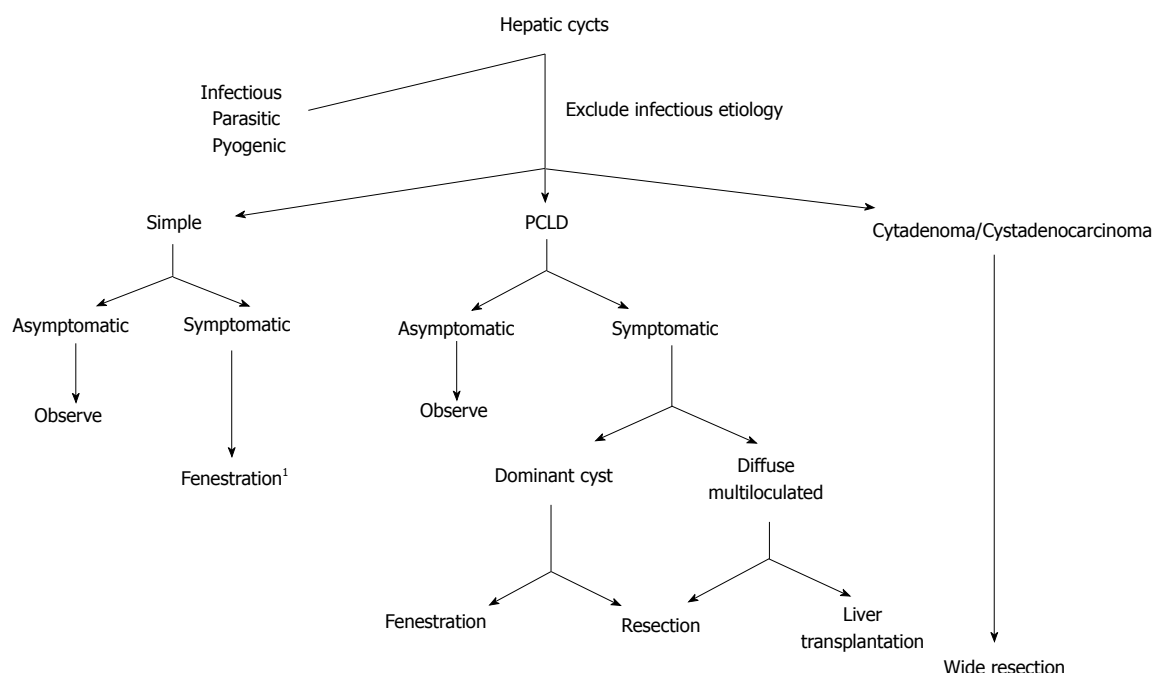 Hepatic cycts
Infectious
Parasitic
Pyogenic
Exclude infectious etiology
Simple
PCLD
Cytadenoma/Cystadenocarcinoma
Asymptomatic
Symptomatic
Asymptomatic
Symptomatic
Observe
Observe
Fenestration¹
Dominant cyst
Diffuse
multiloculated
Fenestration
Resection
Liver
transplantation
Wide resection